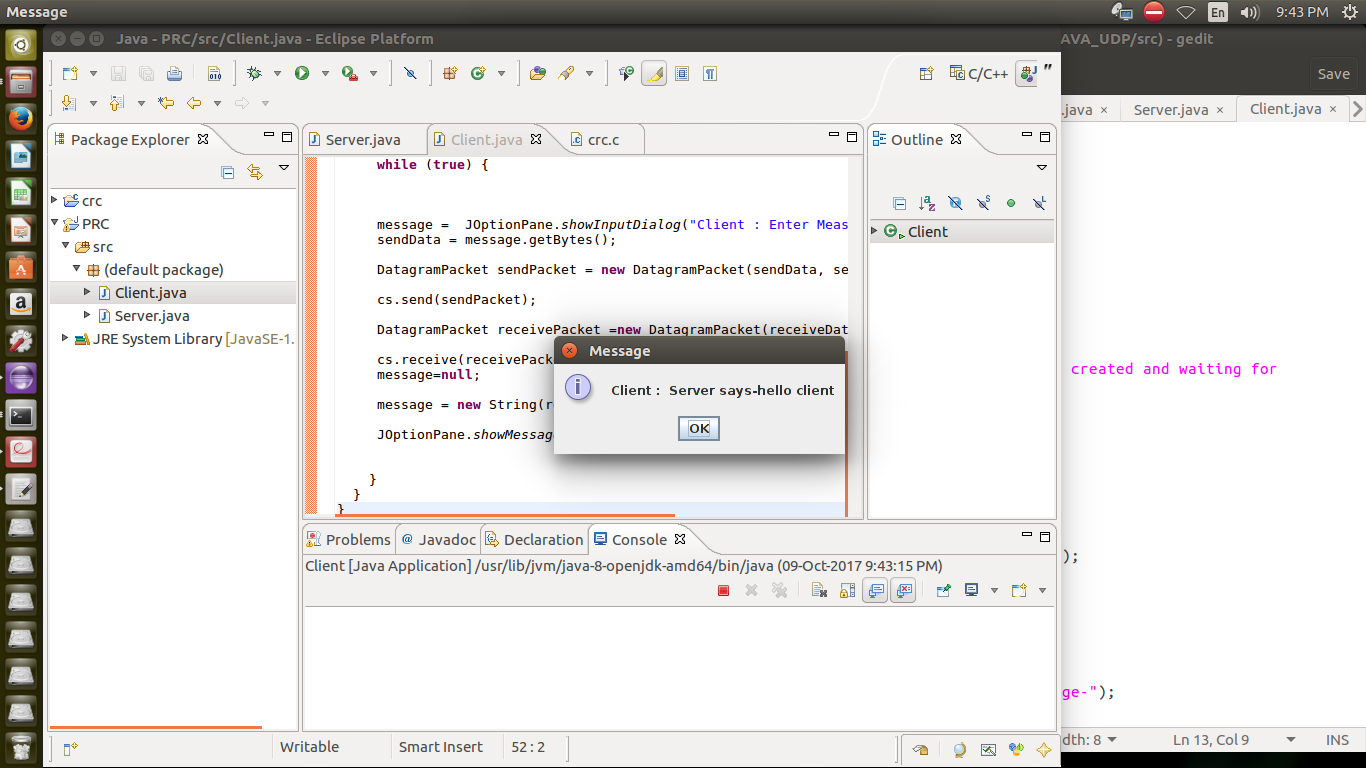 Message
En
9:43 PM
Java - PRC/src/Client.java - Eclipse Platform
AVA_UDP/src) - gedit
Save
C/C++
.java ×
Server.java ×
Client.java ×
Package Explorer
crc
PRC
src
(default package)
Client.java
Server.java
JRE System Library [JavaSE-1.
Server.java
Client.java
crc.c
while (true) {
message =  JOptionPane.showInputDialog("Client : Enter Meas
sendData = message.getBytes();
DatagramPacket sendPacket = new DatagramPacket(sendData, se
cs.send(sendPacket);
DatagramPacket receivePacket =new DatagramPacket(receiveDat
cs.receive(receivePack
message=null;
message = new String(r
JOptionPane.showMessag
}
}
}
Outline
Client
Message
Client :  Server says-hello client
OK
created and waiting for
);
ge-");
Problems
@ Javadoc
Declaration
Console
Client [Java Application] /usr/lib/jvm/java-8-openjdk-amd64/bin/java (09-Oct-2017 9:43:15 PM)
Writable
Smart Insert
52 : 2
dth: 8
Ln 13, Col 9
INS